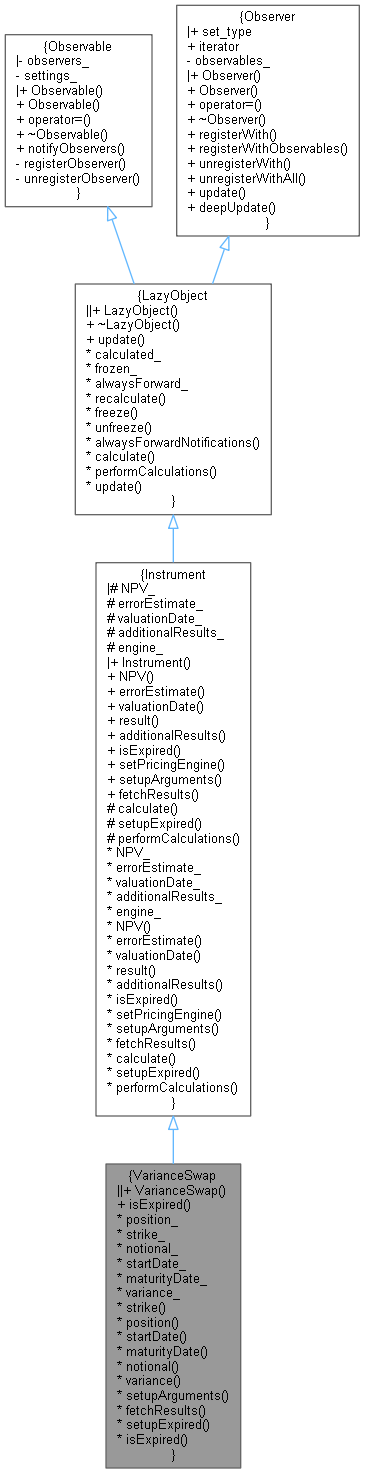 {Observable
|- observers_
- settings_
|+ Observable()
+ Observable()
+ operator=()
+ ~Observable()
+ notifyObservers()
- registerObserver()
- unregisterObserver()
}
{Observer
|+ set_type
+ iterator
- observables_
|+ Observer()
+ Observer()
+ operator=()
+ ~Observer()
+ registerWith()
+ registerWithObservables()
+ unregisterWith()
+ unregisterWithAll()
+ update()
+ deepUpdate()
}
{LazyObject
||+ LazyObject()
+ ~LazyObject()
+ update()
* calculated_
* frozen_
* alwaysForward_
* recalculate()
* freeze()
* unfreeze()
* alwaysForwardNotifications()
* calculate()
* performCalculations()
* update()
}
{Instrument
|# NPV_
# errorEstimate_
# valuationDate_
# additionalResults_
# engine_
|+ Instrument()
+ NPV()
+ errorEstimate()
+ valuationDate()
+ result()
+ additionalResults()
+ isExpired()
+ setPricingEngine()
+ setupArguments()
+ fetchResults()
# calculate()
# setupExpired()
# performCalculations()
* NPV_
* errorEstimate_
* valuationDate_
* additionalResults_
* engine_
* NPV()
* errorEstimate()
* valuationDate()
* result()
* additionalResults()
* isExpired()
* setPricingEngine()
* setupArguments()
* fetchResults()
* calculate()
* setupExpired()
* performCalculations()
}
{VarianceSwap
||+ VarianceSwap()
+ isExpired()
* position_
* strike_
* notional_
* startDate_
* maturityDate_
* variance_
* strike()
* position()
* startDate()
* maturityDate()
* notional()
* variance()
* setupArguments()
* fetchResults()
* setupExpired()
* isExpired()
}